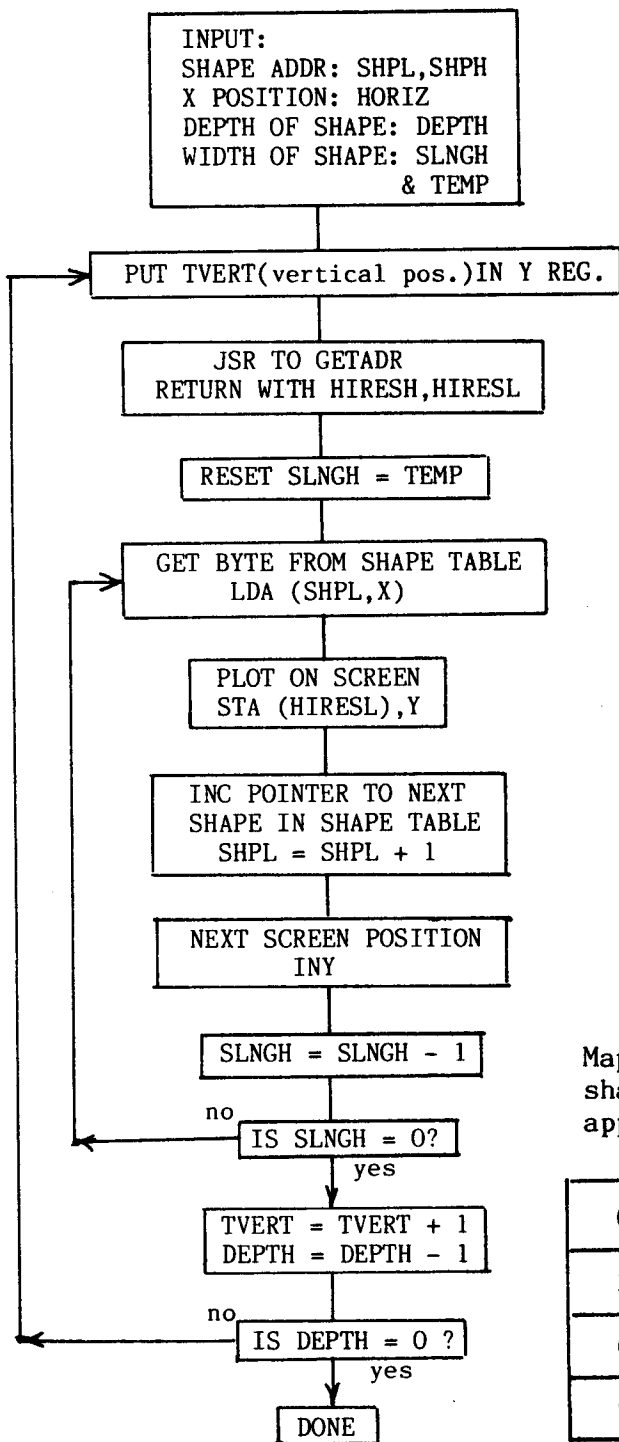 INPUT:
SHAPE ADDR: SHPL,SHPH
X POSITION: HORIZ
DEPTH OF SHAPE: DEPTH
WIDTH OF SHAPE: SLNGH
& TEMP
PUT TVERT(vertical pos.)IN Y REG.
JSR TO GETADR
RETURN WITH HIRESH,HIRESL
RESET SLNGH = TEMP
GET BYTE FROM SHAPE TABLE
LDA (SHPL,X)
PLOT ON SCREEN
STA (HIRESL),Y
INC POINTER TO NEXT
SHAPE IN SHAPE TABLE
SHPL = SHPL + 1
NEXT SCREEN POSITION
INY
SLNGH = SLNGH - 1
no
IS SLNGH = 0?
yes
TVERT = TVERT + 1
DEPTH = DEPTH - 1
no
IS DEPTH = 0 ?
yes
DONE